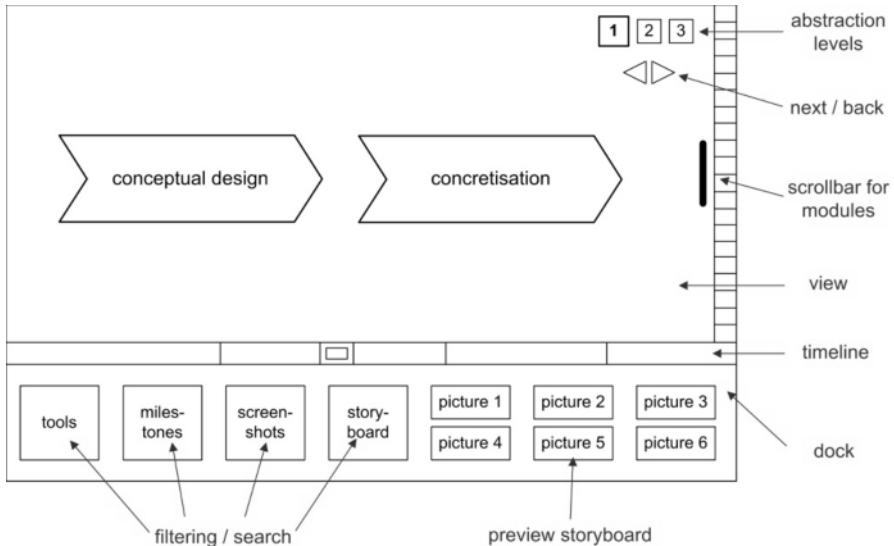 1 2 3
abstraction
levels
next / back
conceptual design
concretisation
scrollbar for
modules
view
timeline
tools
miles-
tones
screen-
shots
story-
board
picture 1
picture 2
picture 3
picture 4
picture 5
picture 6
dock
filtering / search
preview storyboard